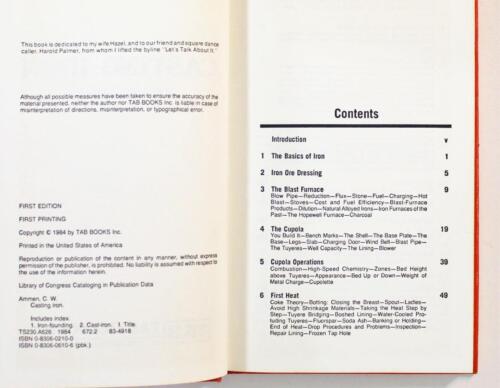 This book is dedicated to my wife Hazel, and to our friend and square dance
caller, Harold Palmer, from whom I lifted the byline "Let's Talk About It."
Although all possible measures have been taken to ensure the accuracy of the
material presented, neither the author nor TAB BOOKS Inc. is liable in case of
misinterpretation of directions, misinterpretation, or typographical error.
FIRST EDITION
FIRST PRINTING
Copyright © 1984 by TAB BOOKS Inc.
Printed in the United States of America
Reproduction or publication of the content in any manner, without express
permission of the publisher, is prohibited. No liability is assumed with respect to
the use of the information herein.
Library of Congress Cataloging in Publication Data
Ammen, C. W.
Casting iron.
Includes index.
1. Iron-founding. 2. Cast-iron. I. Title.
TS230.A626 1984 672.2 83-4918
ISBN 0-8306-0210-0
ISBN 0-8306-0610-6 (pbk.)
Contents
Introduction v
1 The Basics of Iron 1
2 Iron Ore Dressing 5
3 The Blast Furnace 9
Blow Pipe—Reduction—Flux—Stone—Fuel—Charging—Hot
Blast—Stoves—Cost and Fuel Efficiency—Blast-Furnace
Products—Dilution—Natural Alloyed Irons—Iron Furnaces of the
Past—The Hopewell Furnace—Charcoal
4 The Cupola 19
You Build It—Bench Marks—The Shell—The Base Plate—The
Base—Legs—Slab—Charging Door—Wind Belt—Blast Pipe—
The Tuyeres—Well Capacity—The Lining—Blower
5 Cupola Operations 39
Combustion—High-Speed Chemistry—Zones—Bed Height
above Tuyeres—Appearance—Above or Down Wind—
Weight of Metal Charge—Cupolette
6 First Heat 49
Coke Theory—Botting: Closing the Breast—Spout—Ladles—
Avoid High Shrinkage Materials—Taking the Heat Step by
Step—Tuyere Bridging—Boshed Lining—Water-Cooled Pro-
truding Tuyeres—Fluorspar—Soda Ash—Banking or Holding—
End of Heat—Drop Procedures and Problems—Inspection—
Repair Lining—Frozen Tap Hole